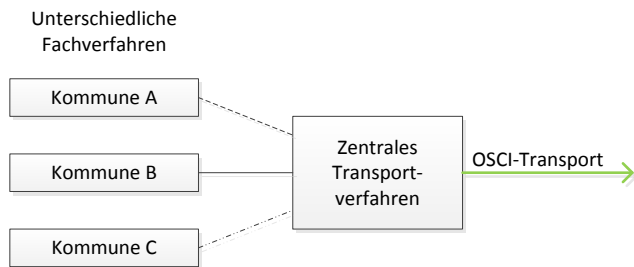 Unterschiedliche
Fachverfahren
Kommune A
Kommune B
Kommune C
Zentrales
Transport-
verfahren
OSCI-Transport